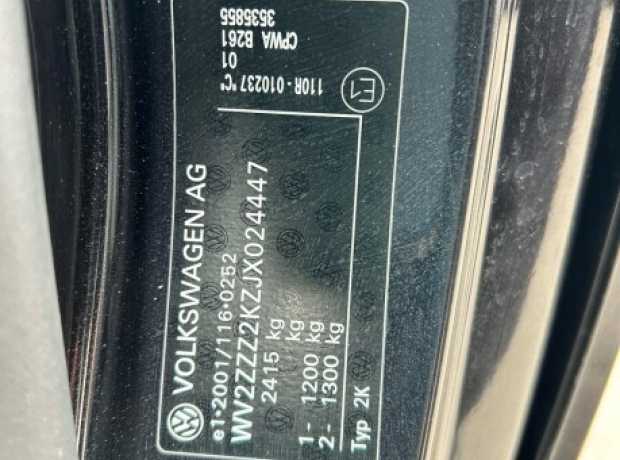 VOLKSWAGEN AG
e1*2001/116*0252
WV2ZZZ2KZJX024447
2415 kg
kg
1- 1200 kg
2- 1300 kg
Typ 2K
E1
110R-010237 "C"
01
CPWA B261
3535855